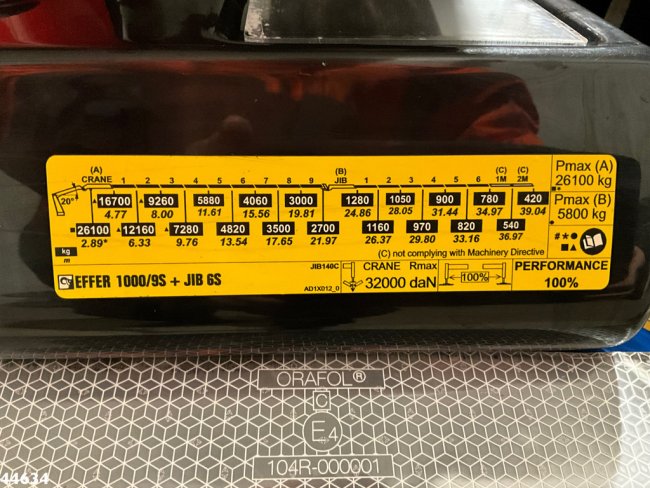 (A) (B) (C) (C)
CRANE 1 2 3 4 5 6 7 8 9 JIB 1 2 3 4 5 6 1M 2M
20°
▲16700 ▲9260 5880 4060 3000 1280 1050 900 780 420
4.77 8.00 11.61 15.56 19.81 24.86 28.05 31.44 34.97 39.04
■26100 ▲12160 ▲7280 4820 3500 2700 1160 970 820 540
2.89* 6.33 9.76 13.54 17.65 21.97 26.37 29.80 33.16 36.97
kg
m
(C) not complying with Machinery Directive
Pmax (A)
26100 kg
Pmax (B)
5800 kg
#*●
■▲
EFFER 1000/9S + JIB 6S
JIB140C
AD1X012_0
CRANE Rmax
32000 daN
100%
PERFORMANCE
100%
ORAFOL®
C
E4
104R-000001
44634